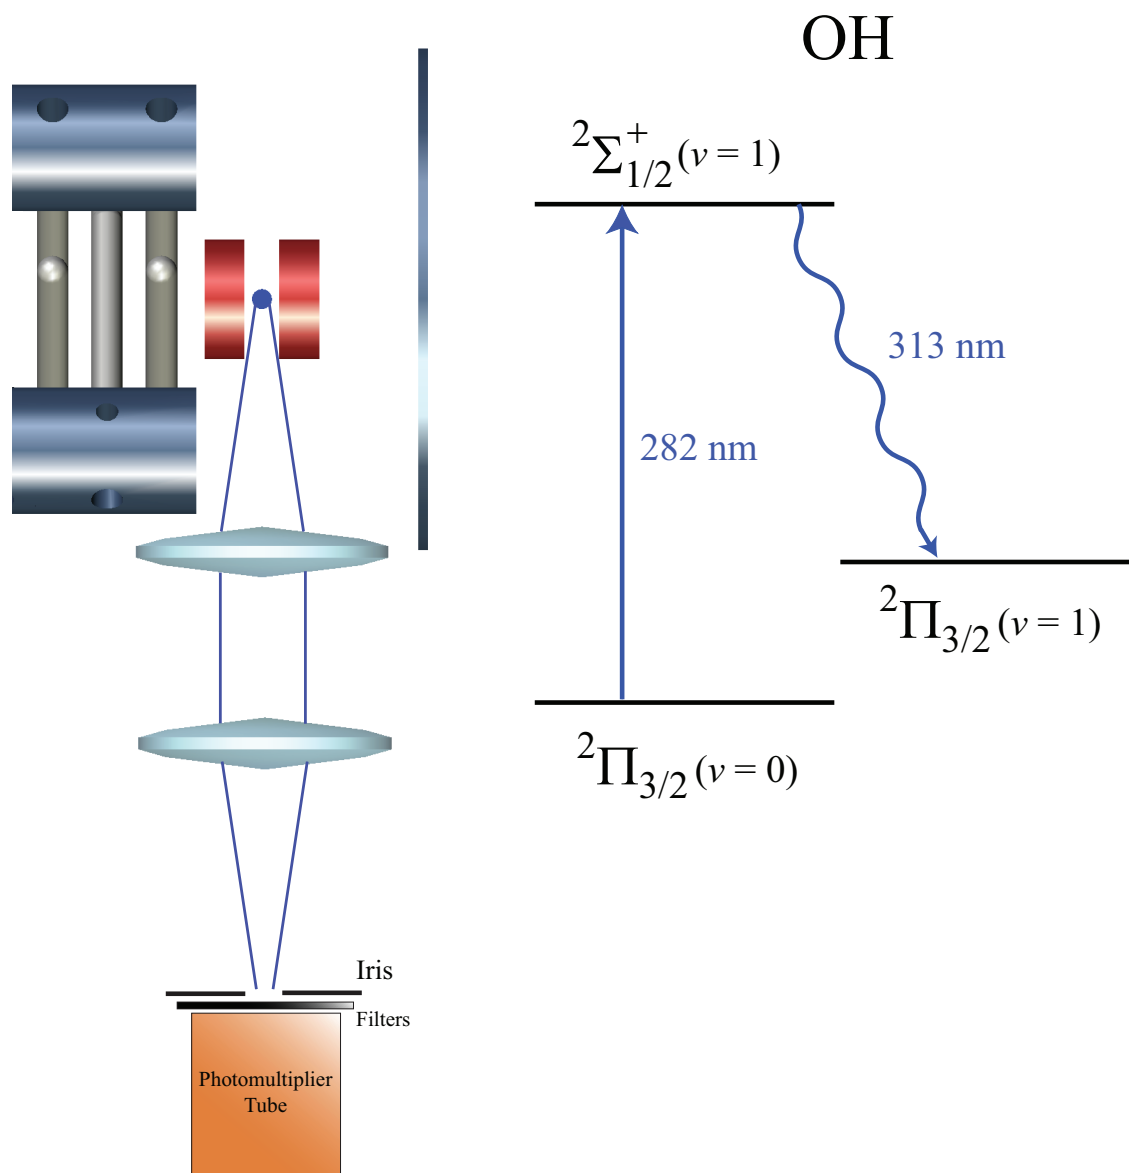 OH
²Σ⁺₁/₂ (v = 1)
313 nm
282 nm
²Π₃/₂ (v = 1)
²Π₃/₂ (v = 0)
Iris
Filters
Photomultiplier
Tube